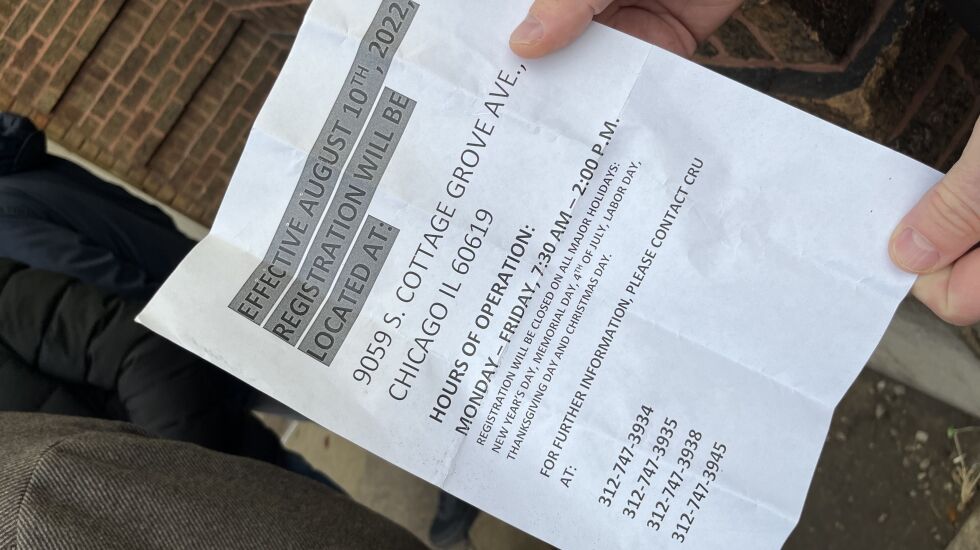 EFFECTIVE AUGUST 10TH, 2022,
REGISTRATION WILL BE
LOCATED AT:
9059 S. COTTAGE GROVE AVE.,
CHICAGO IL 60619
HOURS OF OPERATION:
MONDAY – FRIDAY, 7:30 AM – 2:00 P.M.
REGISTRATION WILL BE CLOSED ON ALL MAJOR HOLIDAYS:
NEW YEAR'S DAY, MEMORIAL DAY, 4TH OF JULY, LABOR DAY,
THANKSGIVING DAY AND CHRISTMAS DAY.
FOR FURTHER INFORMATION, PLEASE CONTACT CRU
AT:
312-747-3934
312-747-3935
312-747-3938
312-747-3945